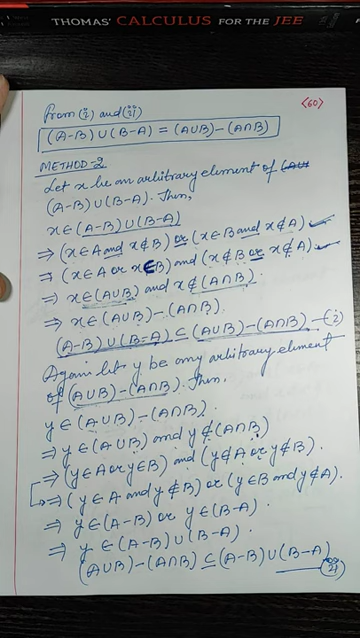 THOMAS' CALCULUS FOR THE JEE
<60>
From (i) and (ii)
(A-B)∪(B-A) = (A∪B)-(A∩B)
METHOD-2
Let x be an arbitrary element of
(A-B)∪(B-A). Then,
x∈(A-B)∪(B-A)
⇒ (x∈A and x∉B) or (x∈B and x∉A)
⇒ (x∈A or x∈B) and (x∉B or x∉A)
⇒ x∈(A∪B) and x∉(A∩B).
⇒ x∈(A∪B)-(A∩B).
(A-B)∪(B-A) ⊆ (A∪B)-(A∩B) -(i)
Again let y be any arbitrary element
of (A∪B)-(A∩B). Then,
y∈(A∪B)-(A∩B).
⇒ y∈(A∪B) and y∉(A∩B)
⇒ (y∈A or y∈B) and (y∉A or y∉B).
⇒ (y∈A and y∉B) or (y∈B and y∉A).
⇒ y∈(A-B) or y∈(B-A).
⇒ y∈(A-B)∪(B-A).
(A∪B)-(A∩B) ⊆ (A-B)∪(B-A)
(ii)